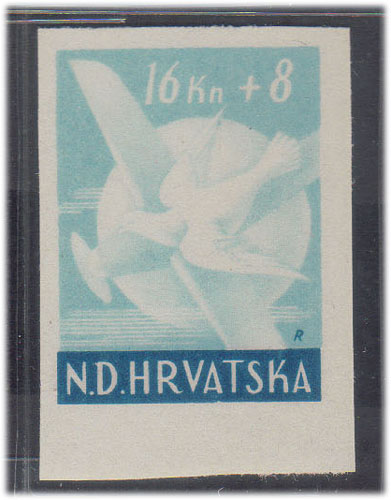 16 Kn + 8
R
N.D.HRVATSKA